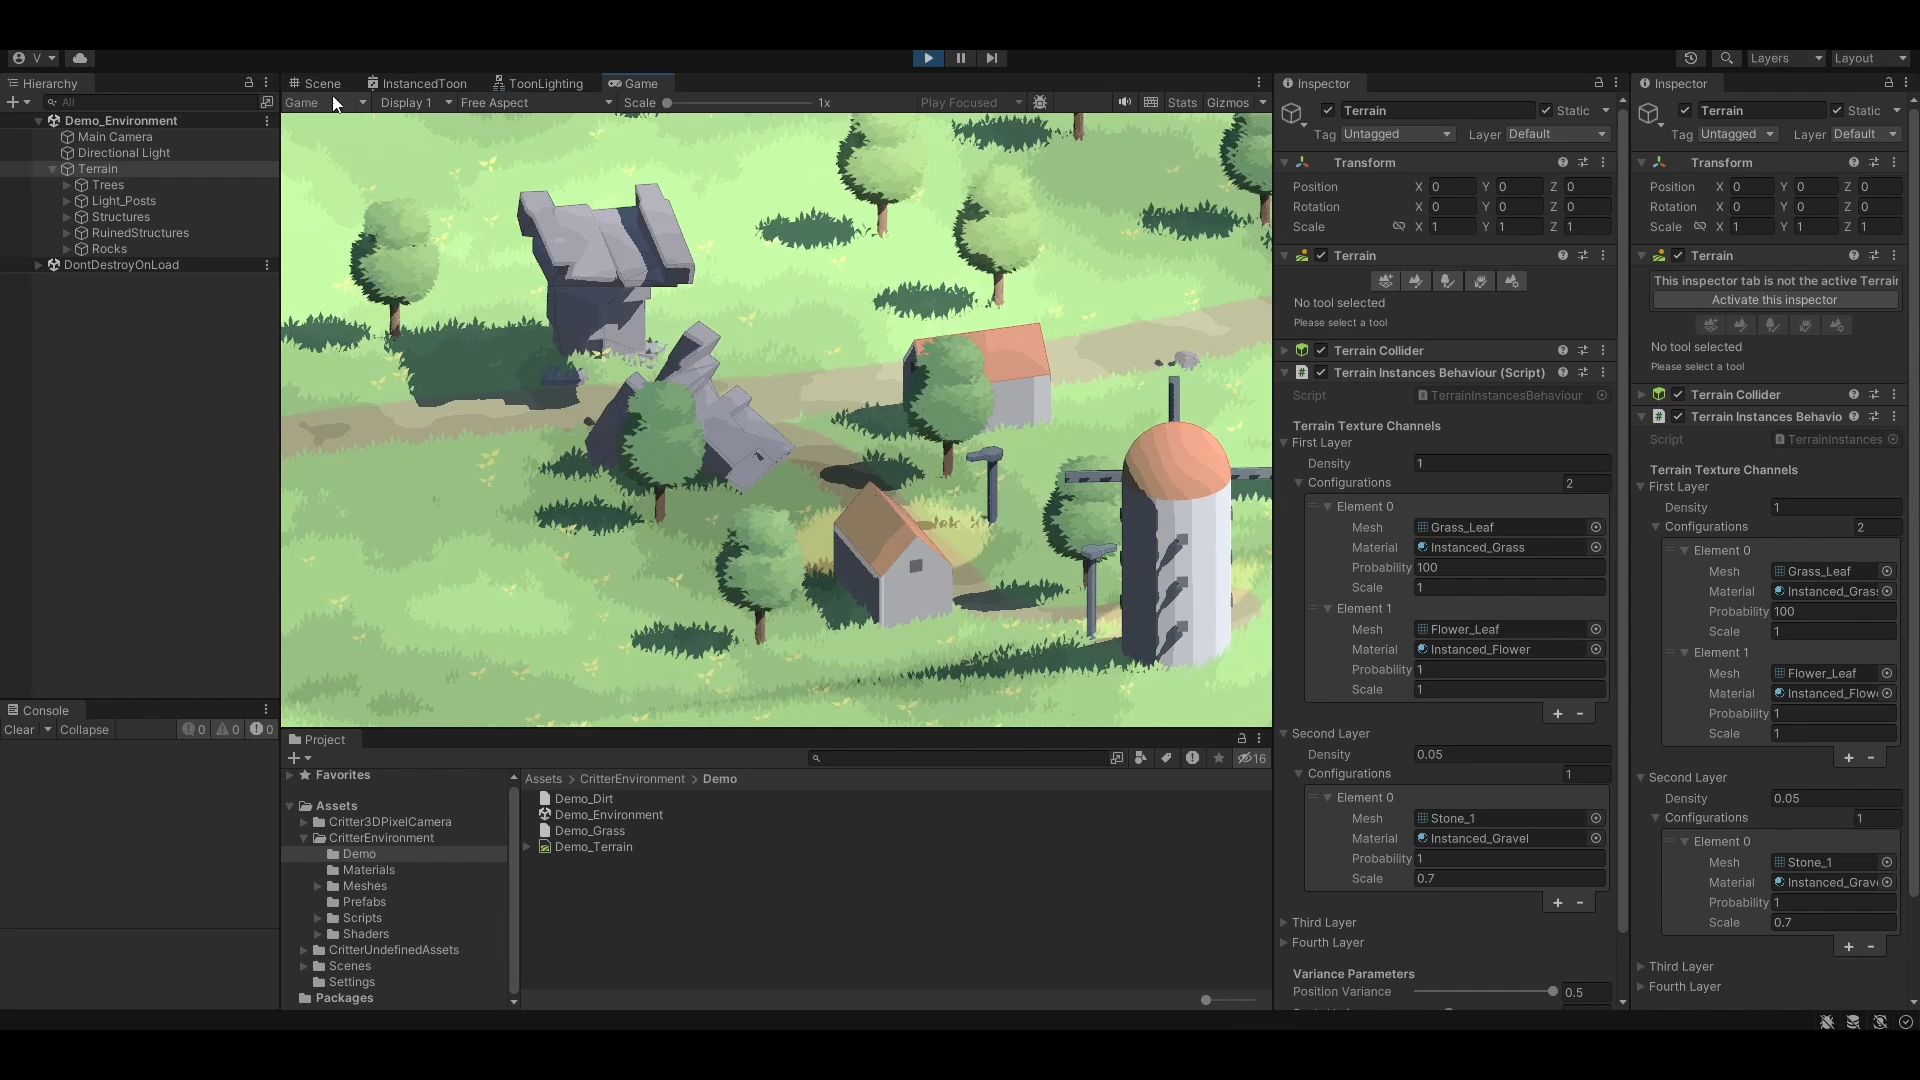 V
Layers
Layout
Hierarchy
Scene
InstancedToon
ToonLighting
Game
Inspector
Inspector
All
Game
Display 1
Free Aspect
Scale
1x
Play Focused
Stats
Gizmos
Demo_Environment
Main Camera
Directional Light
Terrain
Trees
Light_Posts
Structures
RuinedStructures
Rocks
DontDestroyOnLoad
Console
Clear
Collapse
0
0
0
Project
16
Favorites
Assets
Critter3DPixelCamera
CritterEnvironment
Demo
Materials
Meshes
Prefabs
Scripts
Shaders
CritterUndefinedAssets
Scenes
Settings
Packages
Assets > CritterEnvironment > Demo
Demo_Dirt
Demo_Environment
Demo_Grass
Demo_Terrain
Terrain
Static
Tag Untagged Layer Default
Transform
Position X 0 Y 0 Z 0
Rotation X 0 Y 0 Z 0
Scale X 1 Y 1 Z 1
Terrain
No tool selected
Please select a tool
Terrain Collider
Terrain Instances Behaviour (Script)
Script TerrainInstancesBehaviour
Terrain Texture Channels
First Layer
Density 1
Configurations 2
Element 0
Mesh Grass_Leaf
Material Instanced_Grass
Probability 100
Scale 1
Element 1
Mesh Flower_Leaf
Material Instanced_Flower
Probability 1
Scale 1
+ -
Second Layer
Density 0.05
Configurations 1
Element 0
Mesh Stone_1
Material Instanced_Gravel
Probability 1
Scale 0.7
+ -
Third Layer
Fourth Layer
Variance Parameters
Position Variance 0.5
Terrain
Static
Tag Untagged Layer Default
Transform
Position X 0 Y 0 Z 0
Rotation X 0 Y 0 Z 0
Scale X 1 Y 1 Z 1
Terrain
This inspector tab is not the active Terrain
Activate this inspector
No tool selected
Please select a tool
Terrain Collider
Terrain Instances Behavio
Script TerrainInstances
Terrain Texture Channels
First Layer
Density 1
Configurations 2
Element 0
Mesh Grass_Leaf
Material Instanced_Gras
Probability 100
Scale 1
Element 1
Mesh Flower_Leaf
Material Instanced_Flow
Probability 1
Scale 1
+ -
Second Layer
Density 0.05
Configurations 1
Element 0
Mesh Stone_1
Material Instanced_Grav
Probability 1
Scale 0.7
+ -
Third Layer
Fourth Layer